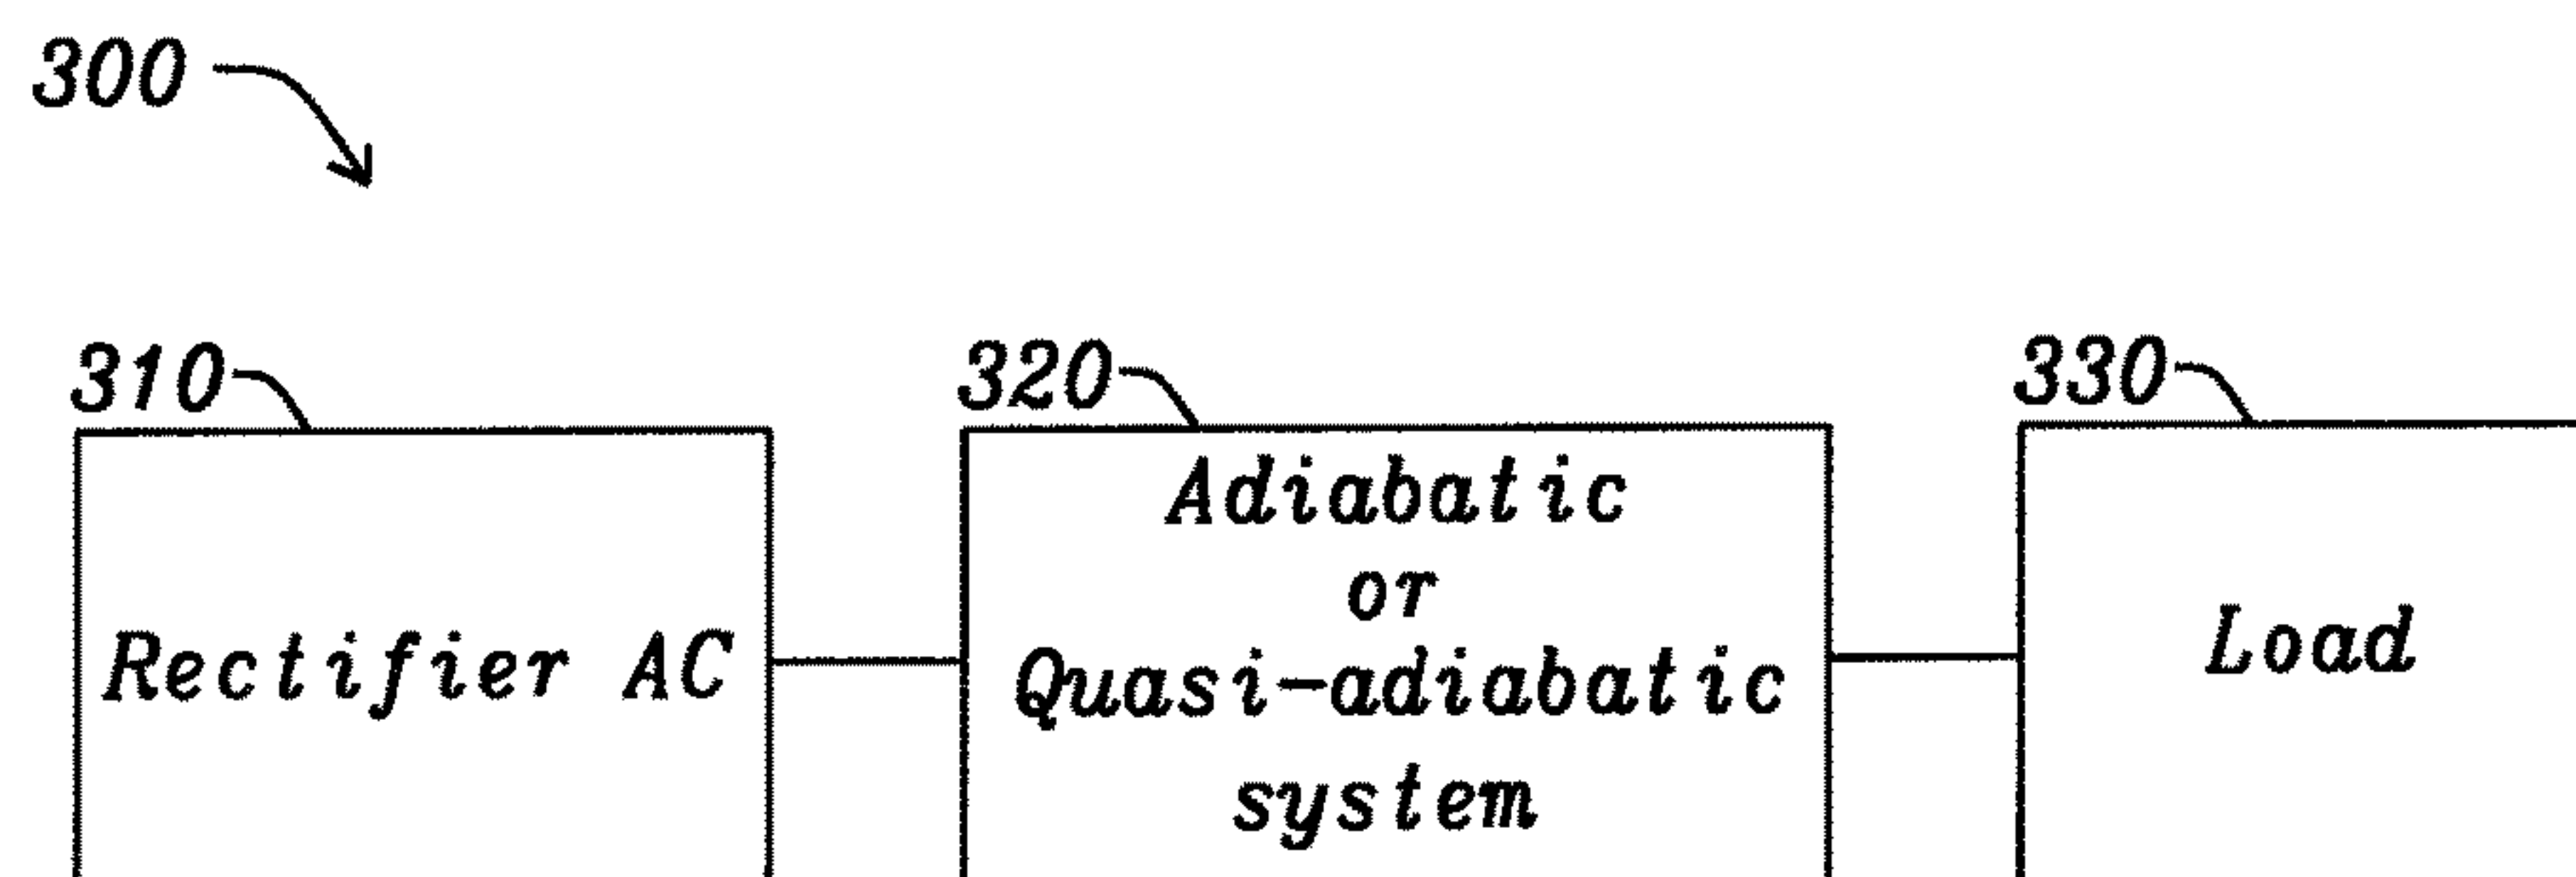 300
310
320
330
Rectifier AC
Adiabatic
or
Quasi-adiabatic
system
Load